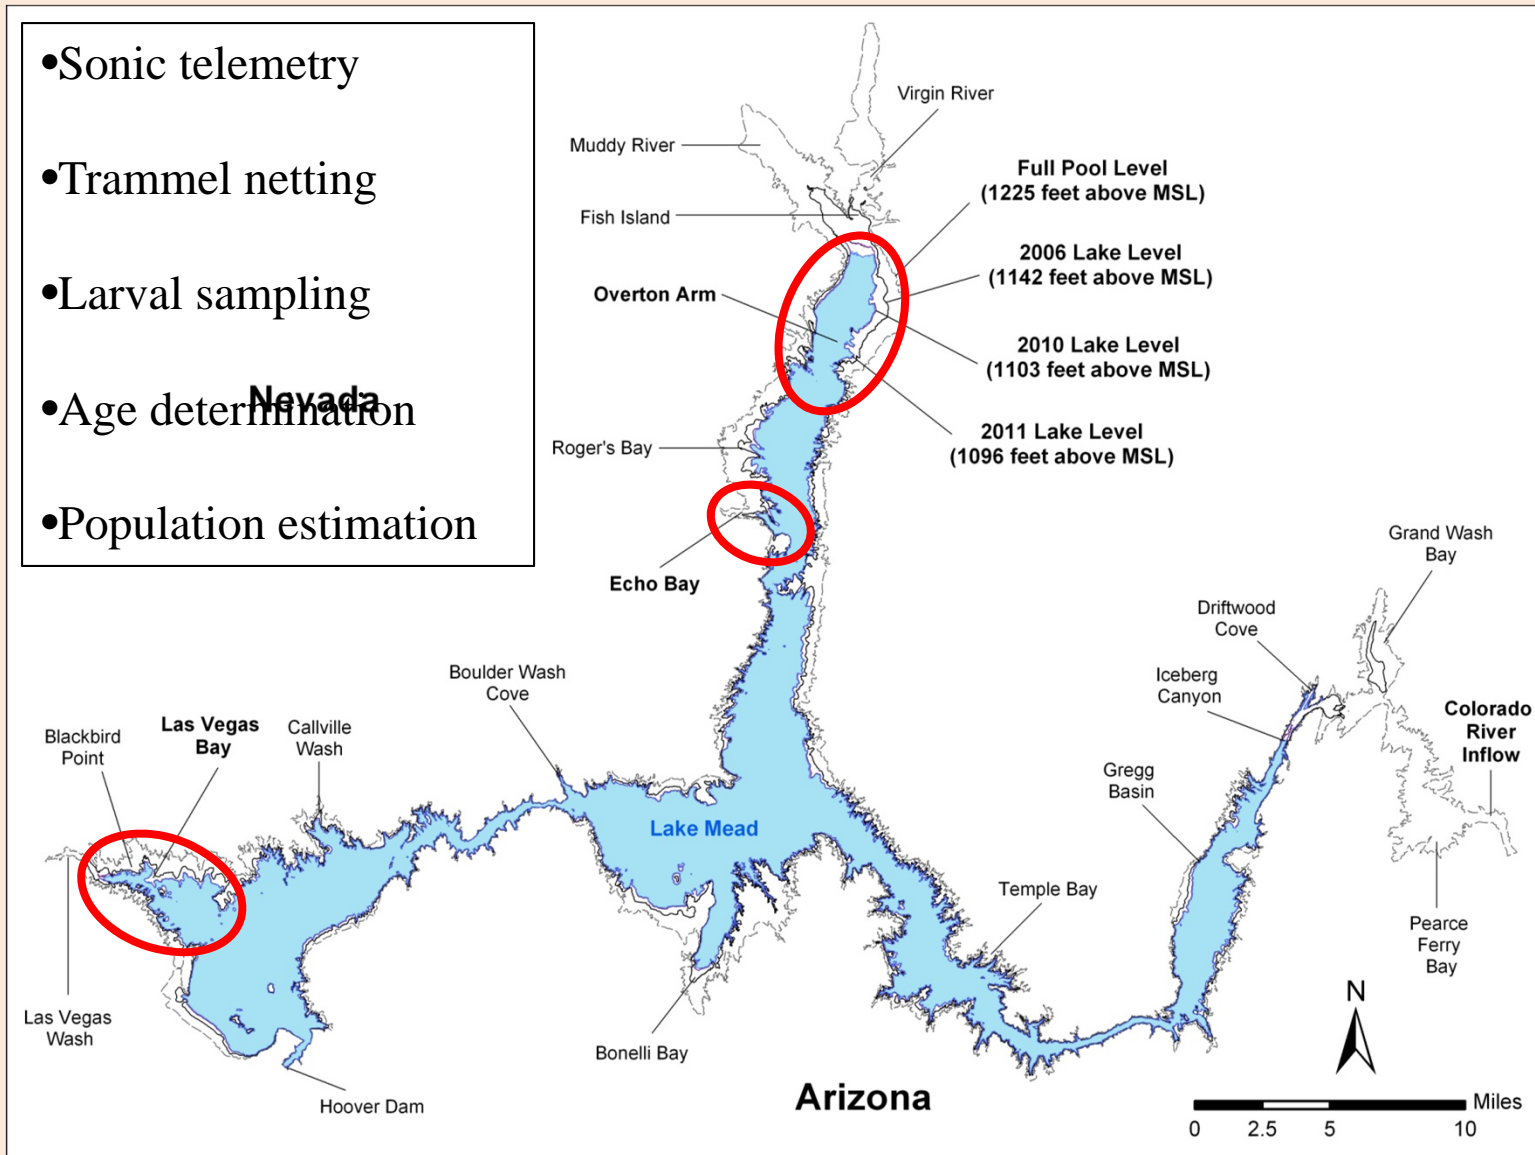 •Sonic telemetry
•Trammel netting
•Larval sampling
•Age determination
Nevada
•Population estimation
Virgin River
Muddy River
Full Pool Level
(1225 feet above MSL)
Fish Island
2006 Lake Level
(1142 feet above MSL)
Overton Arm
2010 Lake Level
(1103 feet above MSL)
2011 Lake Level
(1096 feet above MSL)
Roger's Bay
Echo Bay
Grand Wash
Bay
Driftwood
Cove
Iceberg
Canyon
Colorado
River
Inflow
Boulder Wash
Cove
Las Vegas
Bay
Callville
Wash
Blackbird
Point
Gregg
Basin
Lake Mead
Temple Bay
Pearce
Ferry
Bay
Las Vegas
Wash
Bonelli Bay
Hoover Dam
Arizona
N
Miles
0 2.5 5 10